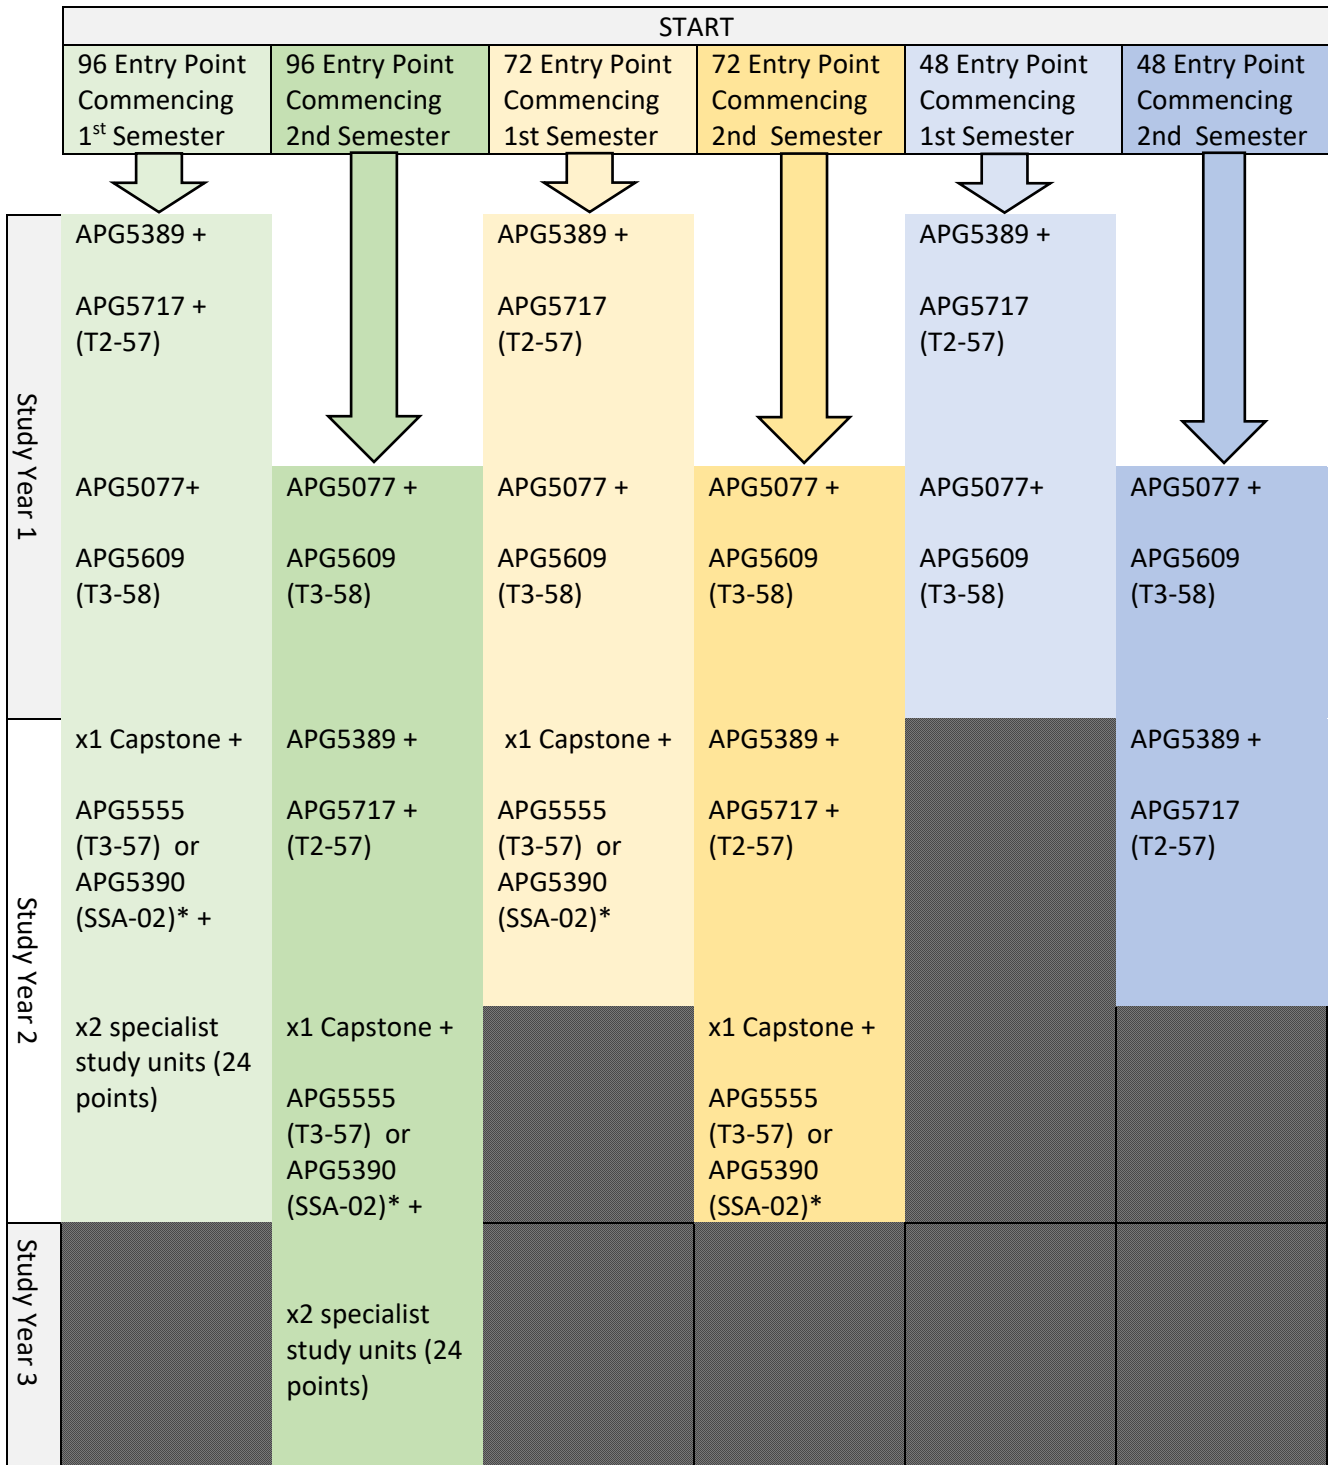 START
96 Entry Point
Commencing
1st Semester
96 Entry Point
Commencing
2nd Semester
72 Entry Point
Commencing
1st Semester
72 Entry Point
Commencing
2nd  Semester
48 Entry Point
Commencing
1st Semester
48 Entry Point
Commencing
2nd  Semester
Study Year 1
APG5389 +
APG5717 +
(T2-57)
APG5389 +
APG5717
(T2-57)
APG5389 +
APG5717
(T2-57)
APG5077+
APG5609
(T3-58)
APG5077 +
APG5609
(T3-58)
APG5077 +
APG5609
(T3-58)
APG5077 +
APG5609
(T3-58)
APG5077+
APG5609
(T3-58)
APG5077 +
APG5609
(T3-58)
Study Year 2
x1 Capstone +
APG5555
(T3-57)  or
APG5390
(SSA-02)* +
APG5389 +
APG5717 +
(T2-57)
x1 Capstone +
APG5555
(T3-57)  or
APG5390
(SSA-02)*
APG5389 +
APG5717 +
(T2-57)
APG5389 +
APG5717
(T2-57)
x2 specialist
study units (24
points)
x1 Capstone +
APG5555
(T3-57)  or
APG5390
(SSA-02)* +
x1 Capstone +
APG5555
(T3-57)  or
APG5390
(SSA-02)*
Study Year 3
x2 specialist
study units (24
points)